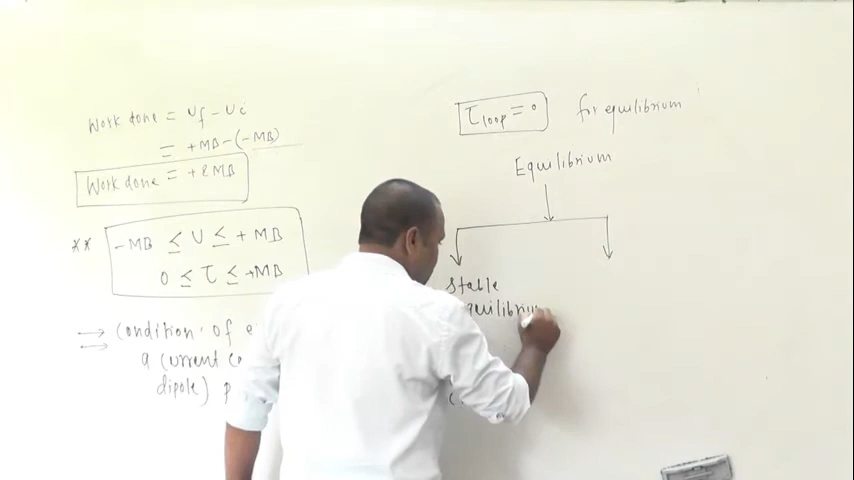 Work done = Uf - Ui
= +MB - (-MB)
Work done = +2MB
** -MB ≤ U ≤ +MB
0 ≤ τ ≤ +MB
⇒ Condition of
a current
dipole)
τloop = 0 for equilibrium
Equilibrium
Stable
equilibrium